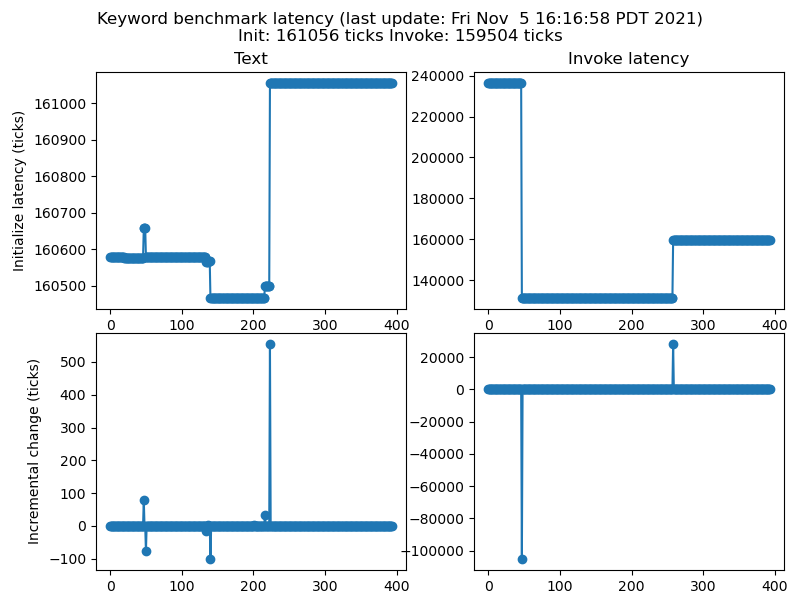 Keyword benchmark latency (last update: Fri Nov  5 16:16:58 PDT 2021)
Init: 161056 ticks Invoke: 159504 ticks
Text
Invoke latency
Initialize latency (ticks)
161000
160900
160800
160700
160600
160500
0 100 200 300 400
240000
220000
200000
180000
160000
140000
0 100 200 300 400
Incremental change (ticks)
500
400
300
200
100
0
−100
0 100 200 300 400
20000
0
−20000
−40000
−60000
−80000
−100000
0 100 200 300 400